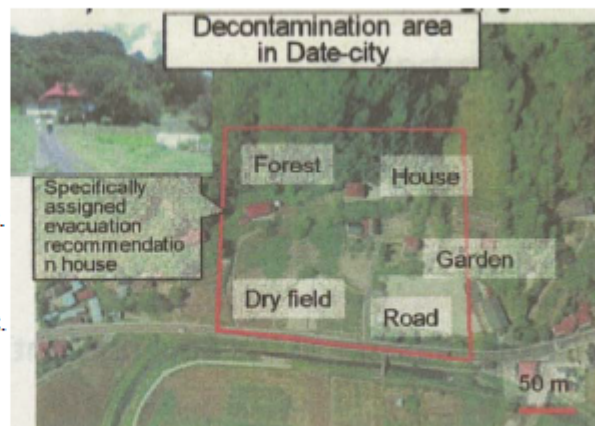 Decontamination area
in Date-city
Forest
House
Specifically
assigned
evacuation
recommendatio
n house
Garden
Dry field
Road
50 m